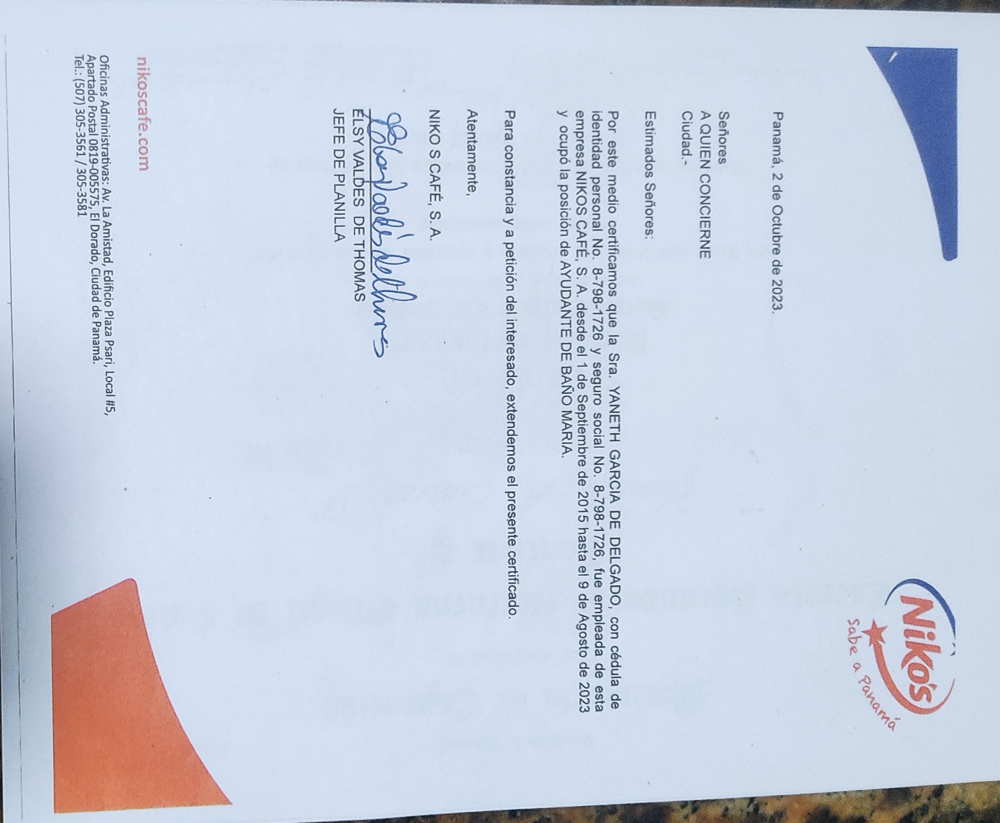 Niko's
Sabe a Panamá
Panamá, 2 de Octubre de 2023.
Señores
A QUIEN CONCIERNE
Ciudad.-
Estimados Señores:
Por este medio certificamos que la Sra. YANETH GARCIA DE DELGADO, con cédula de
identidad personal No. 8-798-1726 y seguro social No. 8-798-1726, fue empleada de esta
empresa NIKOS CAFÉ, S. A. desde el 1 de Septiembre de 2015 hasta el 9 de Agosto de 2023
y ocupó la posición de AYUDANTE DE BAÑO MARIA.
Para constancia y a petición del interesado, extendemos el presente certificado.
Atentamente,
NIKO S CAFÉ, S. A.
ELSY VALDES DE THOMAS
JEFE DE PLANILLA
nikoscafe.com
Oficinas Administrativas: Av. La Amistad, Edificio Plaza Psari, Local #5,
Apartado Postal 0819-005575, El Dorado, Ciudad de Panamá.
Tel.: (507) 305-3561 / 305-3581